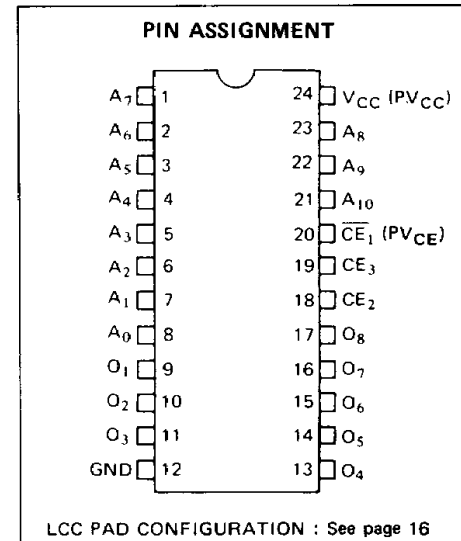 PIN ASSIGNMENT
A7 1 24 VCC (PVCC)
A6 2 23 A8
A5 3 22 A9
A4 4 21 A10
A3 5 20 C̅E̅1 (PVCE)
A2 6 19 CE3
A1 7 18 CE2
A0 8 17 O8
O1 9 16 O7
O2 10 15 O6
O3 11 14 O5
GND 12 13 O4
LCC PAD CONFIGURATION : See page 16